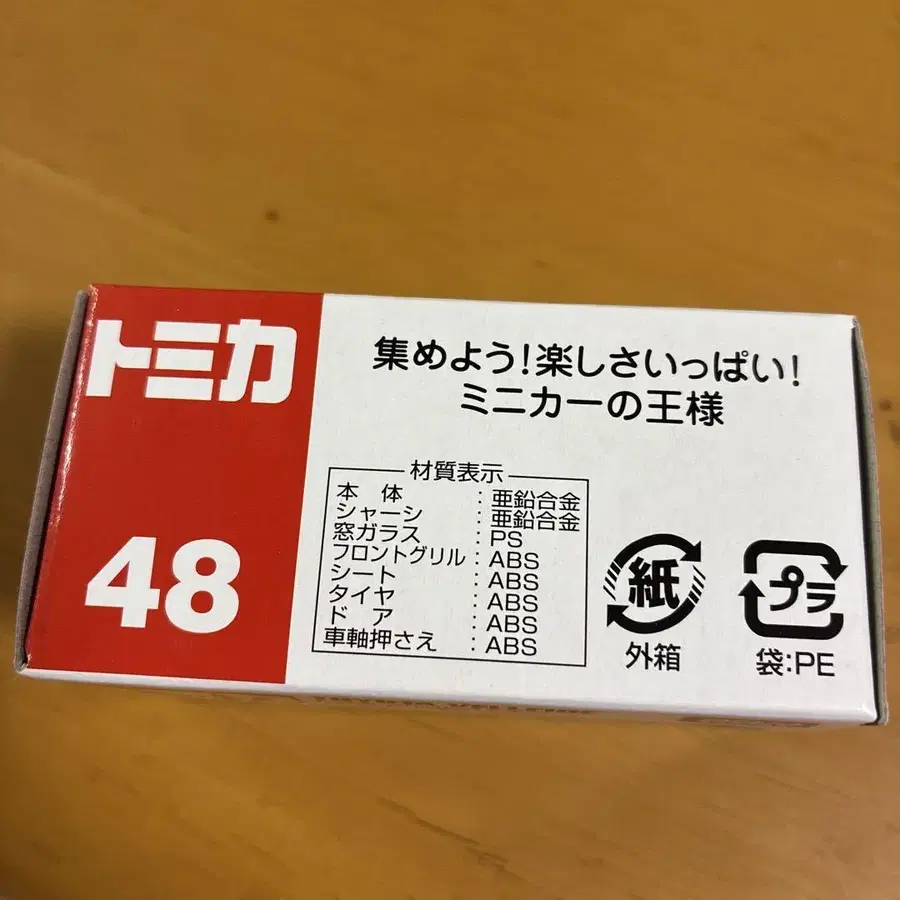 トミカ
48
集めよう!楽しさいっぱい!
ミニカーの王様
材質表示
本 体 : 亜鉛合金
シャーシ : 亜鉛合金
窓ガラス : PS
フロントグリル : ABS
シート : ABS
タイヤ : ABS
ド ア : ABS
車軸押さえ : ABS
紙
外箱
プラ
袋:PE